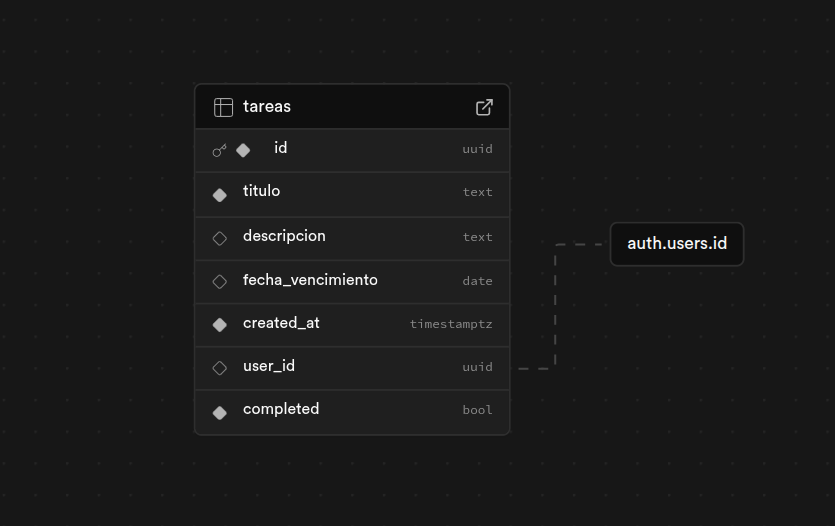 tareas
id uuid
titulo text
descripcion text
fecha_vencimiento date
created_at timestamptz
user_id uuid
completed bool
auth.users.id